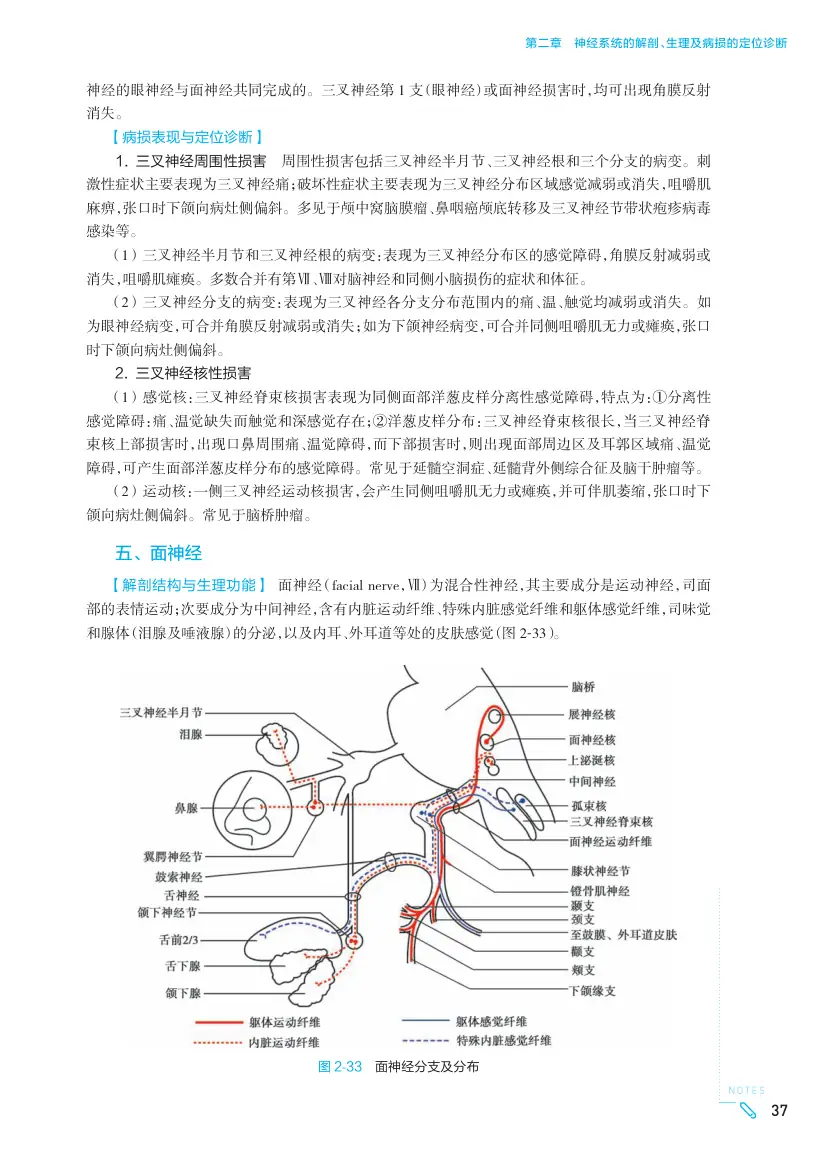 第二章　神经系统的解剖、生理及病损的定位诊断
神经的眼神经与面神经共同完成的。三叉神经第 1 支(眼神经)或面神经损害时,均可出现角膜反射
消失。
【病损表现与定位诊断】
1. 三叉神经周围性损害　周围性损害包括三叉神经半月节、三叉神经根和三个分支的病变。刺
激性症状主要表现为三叉神经痛;破坏性症状主要表现为三叉神经分布区域感觉减弱或消失,咀嚼肌
麻痹,张口时下颌向病灶侧偏斜。多见于颅中窝脑膜瘤、鼻咽癌颅底转移及三叉神经节带状疱疹病毒
感染等。
(1)三叉神经半月节和三叉神经根的病变:表现为三叉神经分布区的感觉障碍,角膜反射减弱或
消失,咀嚼肌瘫痪。多数合并有第Ⅶ、Ⅷ对脑神经和同侧小脑损伤的症状和体征。
(2)三叉神经分支的病变:表现为三叉神经各分支分布范围内的痛、温、触觉均减弱或消失。如
为眼神经病变,可合并角膜反射减弱或消失;如为下颌神经病变,可合并同侧咀嚼肌无力或瘫痪,张口
时下颌向病灶侧偏斜。
2. 三叉神经核性损害
(1)感觉核:三叉神经脊束核损害表现为同侧面部洋葱皮样分离性感觉障碍,特点为:①分离性
感觉障碍:痛、温觉缺失而触觉和深感觉存在;②洋葱皮样分布:三叉神经脊束核很长,当三叉神经脊
束核上部损害时,出现口鼻周围痛、温觉障碍,而下部损害时,则出现面部周边区及耳郭区域痛、温觉
障碍,可产生面部洋葱皮样分布的感觉障碍。常见于延髓空洞症、延髓背外侧综合征及脑干肿瘤等。
(2)运动核:一侧三叉神经运动核损害,会产生同侧咀嚼肌无力或瘫痪,并可伴肌萎缩,张口时下
颌向病灶侧偏斜。常见于脑桥肿瘤。
五、面神经
【解剖结构与生理功能】　面神经(facial nerve,Ⅶ)为混合性神经,其主要成分是运动神经,司面
部的表情运动;次要成分为中间神经,含有内脏运动纤维、特殊内脏感觉纤维和躯体感觉纤维,司味觉
和腺体(泪腺及唾液腺)的分泌,以及内耳、外耳道等处的皮肤感觉(图 2-33)。
三叉神经半月节
泪腺
鼻腺
翼腭神经节
鼓索神经
舌神经
颌下神经节
舌前2/3
舌下腺
颌下腺
脑桥
展神经核
面神经核
上泌涎核
中间神经
孤束核
三叉神经脊束核
面神经运动纤维
膝状神经节
镫骨肌神经
颞支
颈支
至鼓膜、外耳道皮肤
颧支
颊支
下颌缘支
躯体运动纤维
躯体感觉纤维
内脏运动纤维
特殊内脏感觉纤维
图 2-33　面神经分支及分布
NOTES
37